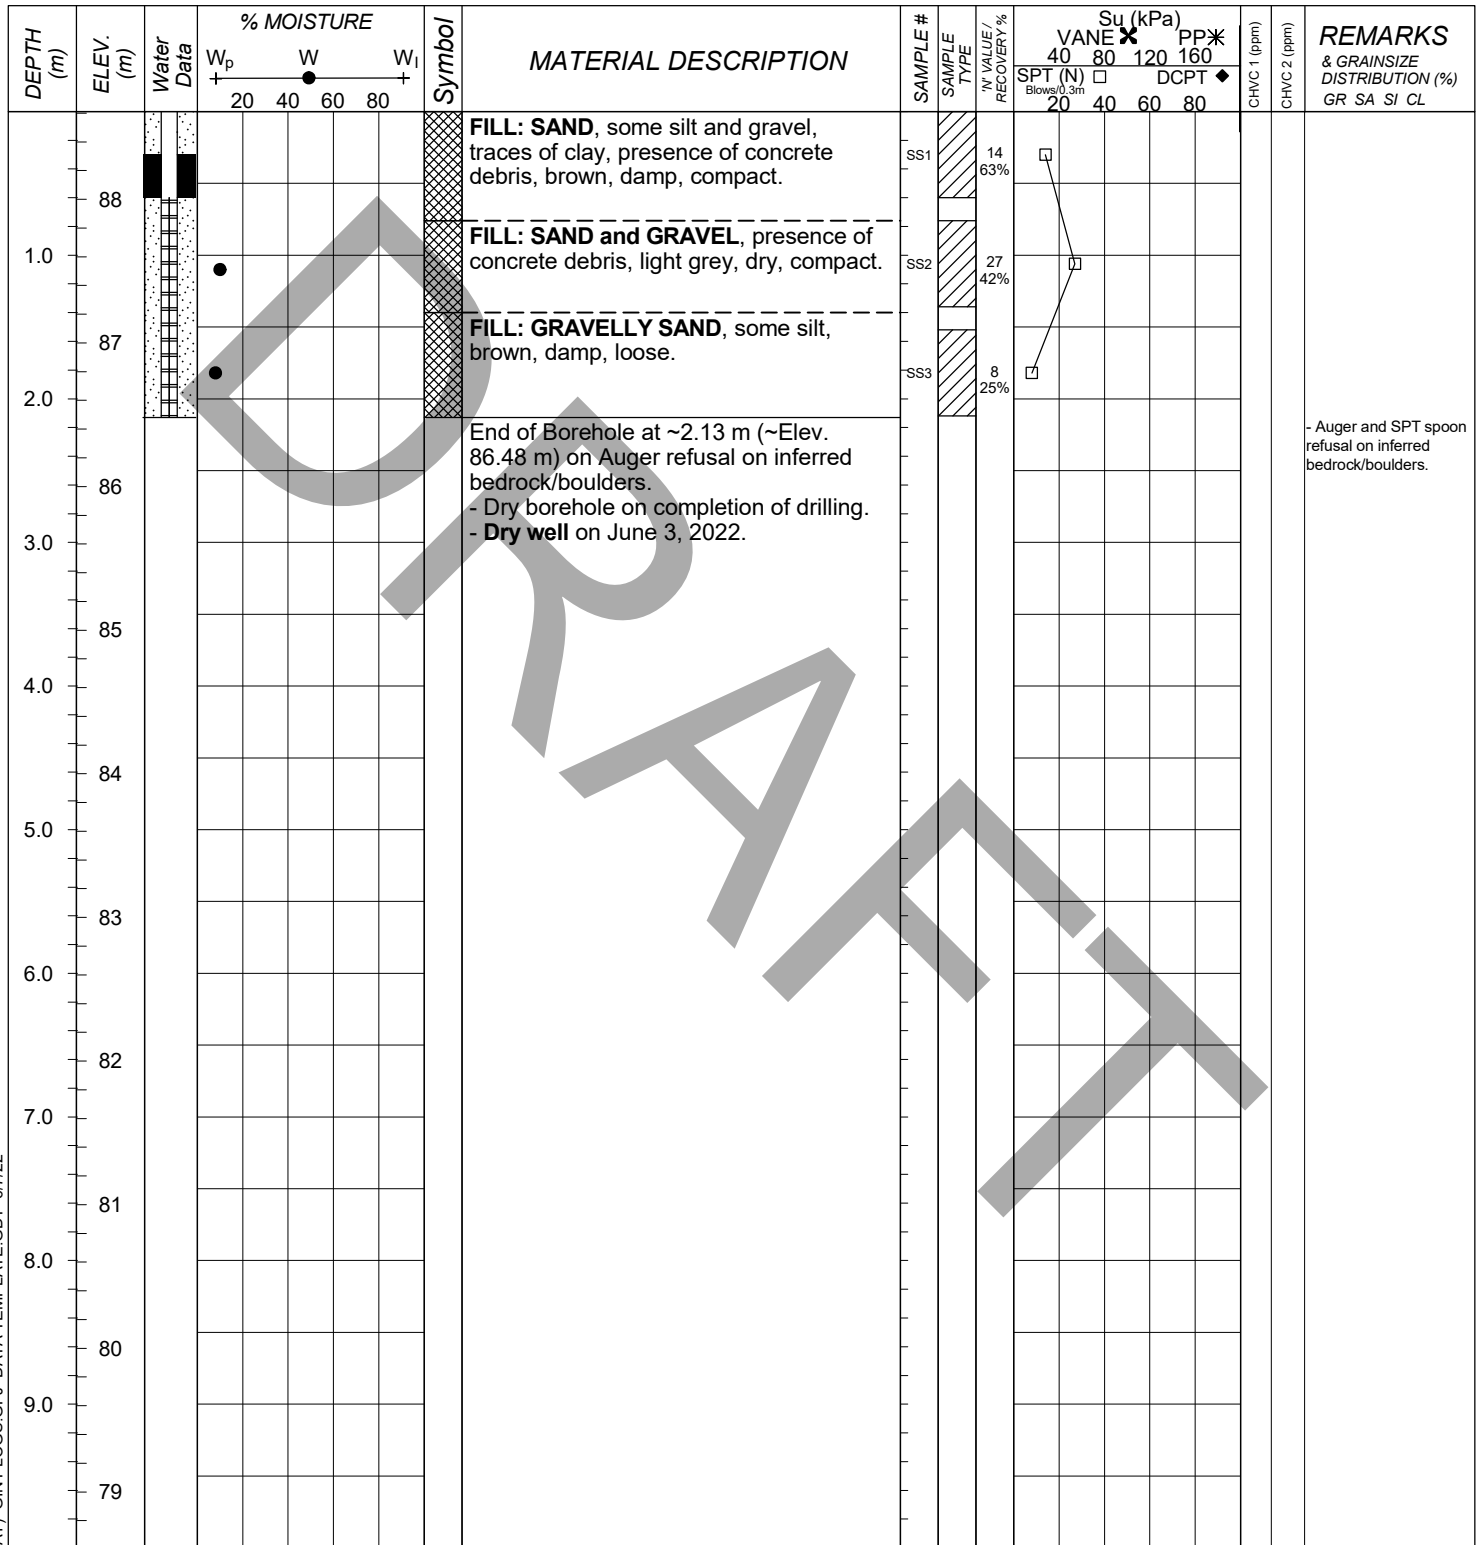 DEPTH (m)
ELEV. (m)
Water Data
% MOISTURE
Wp W Wl
20 40 60 80
Symbol
MATERIAL DESCRIPTION
SAMPLE #
SAMPLE TYPE
'N' VALUE / RECOVERY %
Su (kPa)
VANE PP
40 80 120 160
SPT (N) DCPT
Blows/0.3m
20 40 60 80
CHVC 1 (ppm)
CHVC 2 (ppm)
REMARKS
& GRAINSIZE
DISTRIBUTION (%)
GR SA SI CL
FILL: SAND, some silt and gravel,
traces of clay, presence of concrete
debris, brown, damp, compact.
SS1
14
63%
88
FILL: SAND and GRAVEL, presence of
concrete debris, light grey, dry, compact.
1.0
SS2
27
42%
FILL: GRAVELLY SAND, some silt,
brown, damp, loose.
87
SS3
8
25%
2.0
End of Borehole at ~2.13 m (~Elev.
86.48 m) on Auger refusal on inferred
bedrock/boulders.
- Dry borehole on completion of drilling.
- Dry well on June 3, 2022.
- Auger and SPT spoon
refusal on inferred
bedrock/boulders.
86
3.0
85
4.0
84
5.0
83
6.0
82
7.0
81
8.0
80
9.0
79
DRAFT